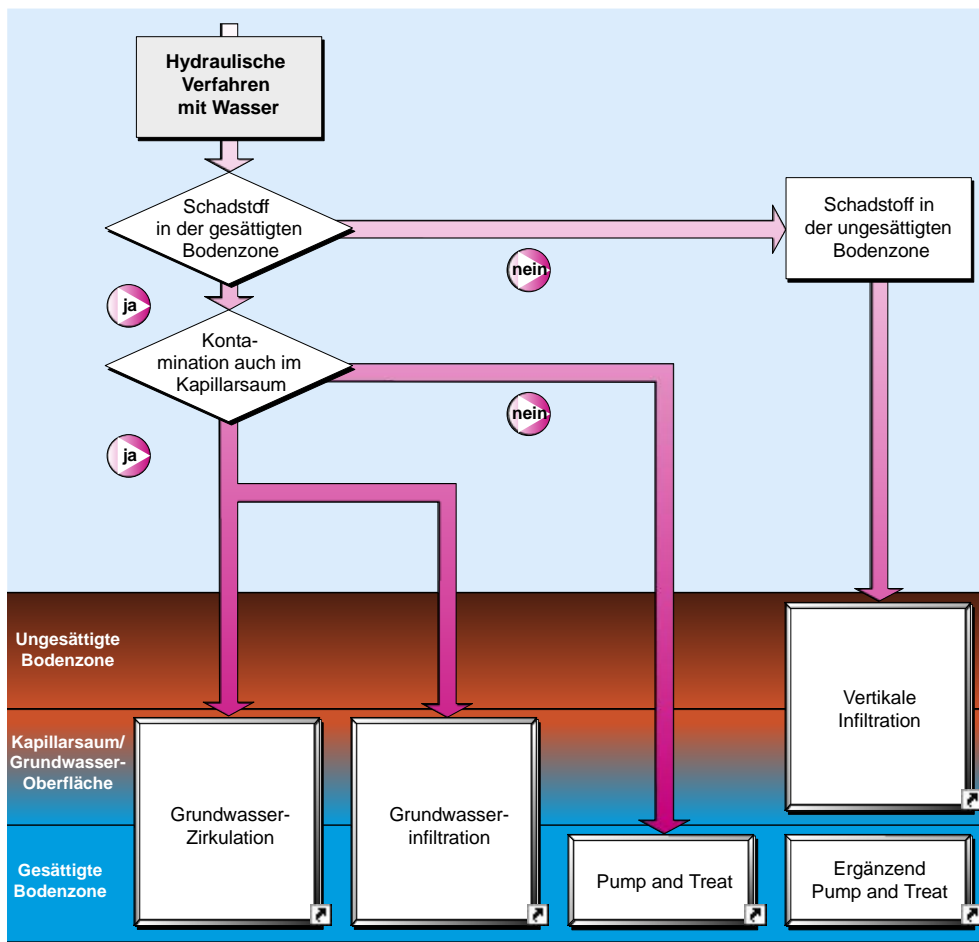 Hydraulische
Verfahren
mit Wasser
Schadstoff
in der gesättigten
Bodenzone
Schadstoff in
der ungesättigten
Bodenzone
nein
ja
Konta-
mination auch im
Kapillarsaum
nein
ja
Ungesättigte
Bodenzone
Vertikale
Infiltration
Kapillarsaum/
Grundwasser-
Oberfläche
Grundwasser-
Zirkulation
Grundwasser-
infiltration
Gesättigte
Bodenzone
Pump and Treat
Ergänzend
Pump and Treat